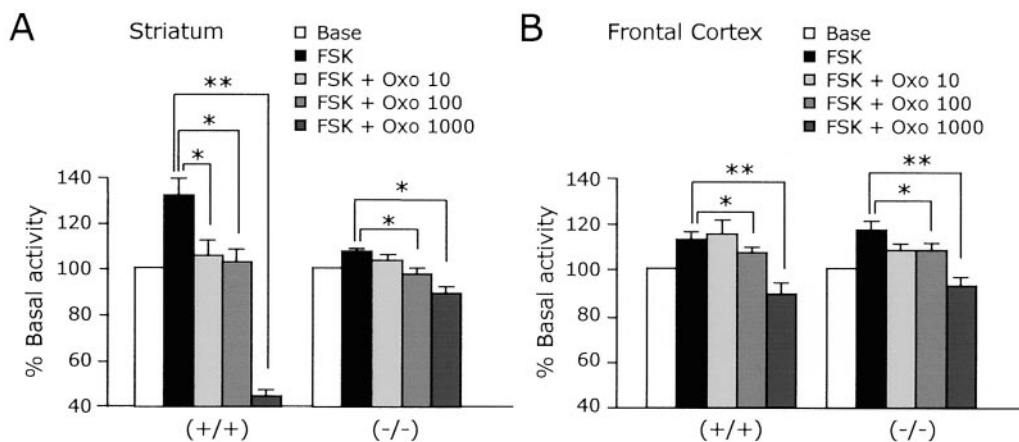 A
Striatum
Base
FSK
FSK + Oxo 10
FSK + Oxo 100
FSK + Oxo 1000
**
*
*
*
*
% Basal activity
140
120
100
80
60
40
(+/+)
(-/-)
B
Frontal Cortex
Base
FSK
FSK + Oxo 10
FSK + Oxo 100
FSK + Oxo 1000
**
*
**
*
% Basal activity
140
120
100
80
60
40
(+/+)
(-/-)